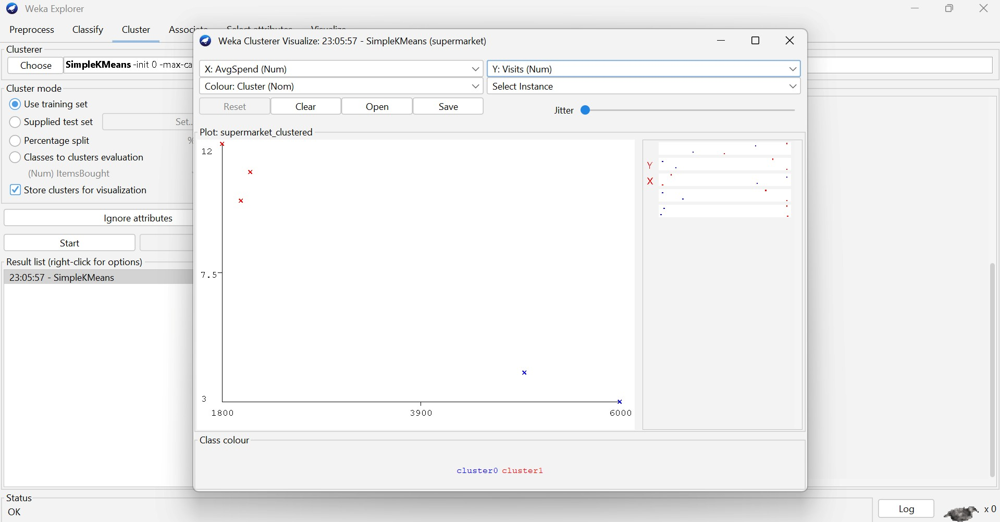 Weka Explorer
Preprocess Classify Cluster Associate Select attributes Visualize
Weka Clusterer Visualize: 23:05:57 - SimpleKMeans (supermarket)
Clusterer
Choose SimpleKMeans -init 0 -max-ca
Cluster mode
Use training set
Supplied test set Set..
Percentage split %
Classes to clusters evaluation
(Num) ItemsBought
Store clusters for visualization
Ignore attributes
Start
Result list (right-click for options)
23:05:57 - SimpleKMeans
X: AvgSpend (Num) Y: Visits (Num)
Colour: Cluster (Nom) Select Instance
Reset Clear Open Save Jitter
Plot: supermarket_clustered
12
7.5
3
1800 3900 6000
Y
X
Class colour
cluster0 cluster1
Status
OK
Log x 0